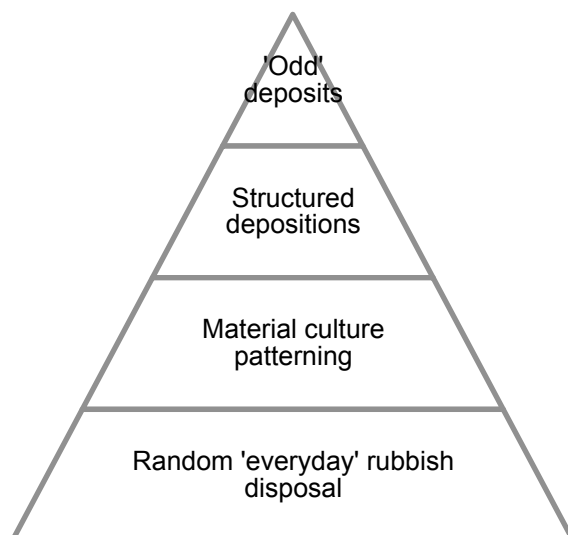 'Odd'
deposits
Structured
depositions
Material culture
patterning
Random 'everyday' rubbish
disposal